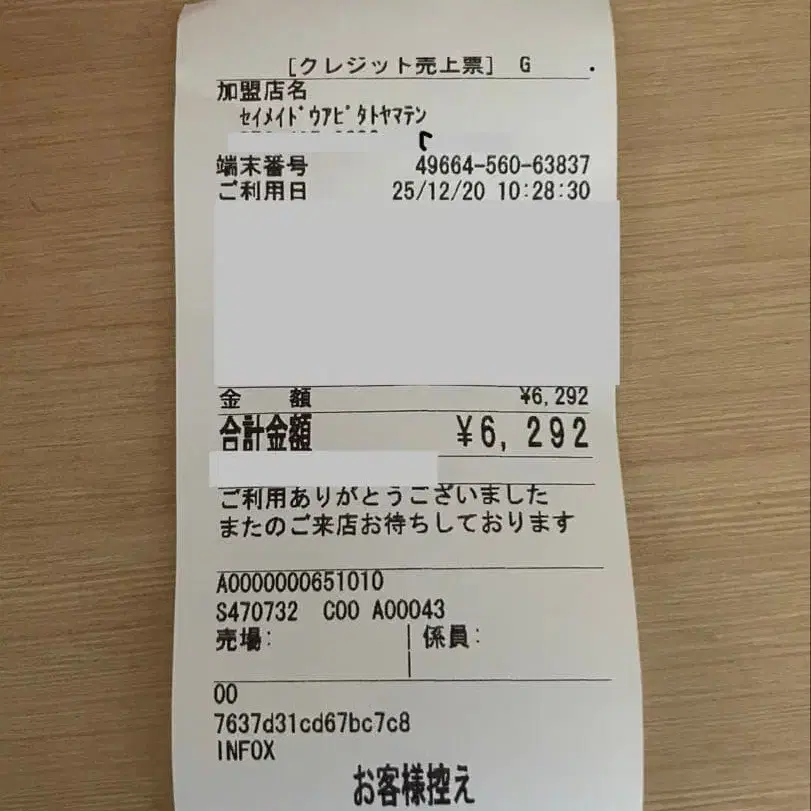 [クレジット売上票] G
加盟店名
セイメイドウアピタトヤマテン
端末番号 49664-560-63837
ご利用日 25/12/20 10:28:30
金 額 ¥6,292
合計金額 ¥6,292
ご利用ありがとうございました
またのご来店お待ちしております
A0000000651010
S470732 C00 A00043
売場: 係員:
00
7637d31cd67bc7c8
INFOX
お客様控え